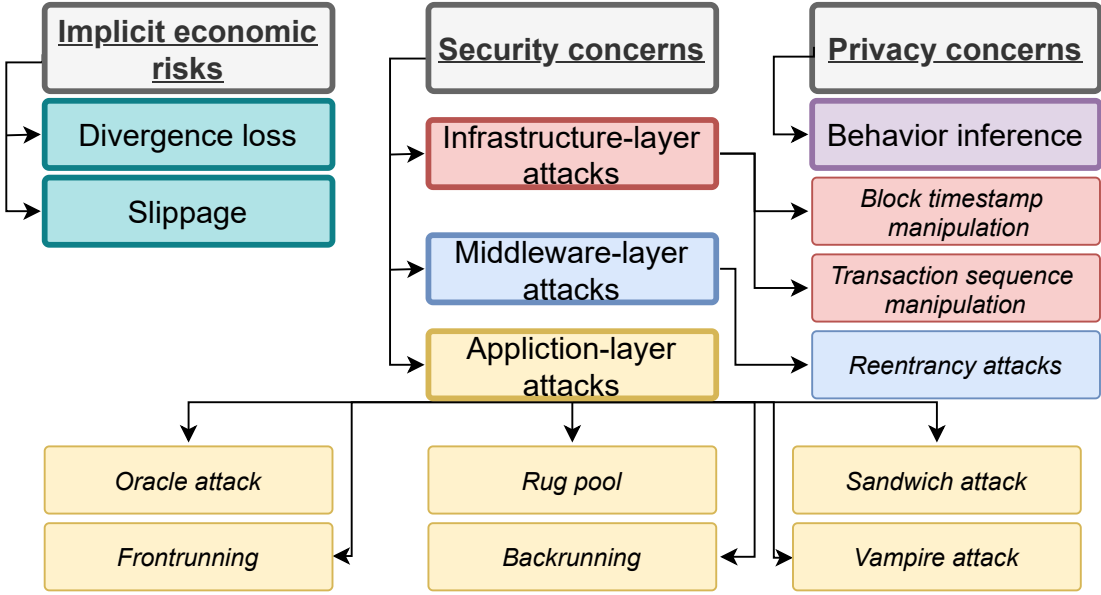 Implicit economic
risks
Divergence loss
Slippage
Security concerns
Infrastructure-layer
attacks
Middleware-layer
attacks
Appliction-layer
attacks
Privacy concerns
Behavior inference
Block timestamp
manipulation
Transaction sequence
manipulation
Reentrancy attacks
Oracle attack
Rug pool
Sandwich attack
Frontrunning
Backrunning
Vampire attack